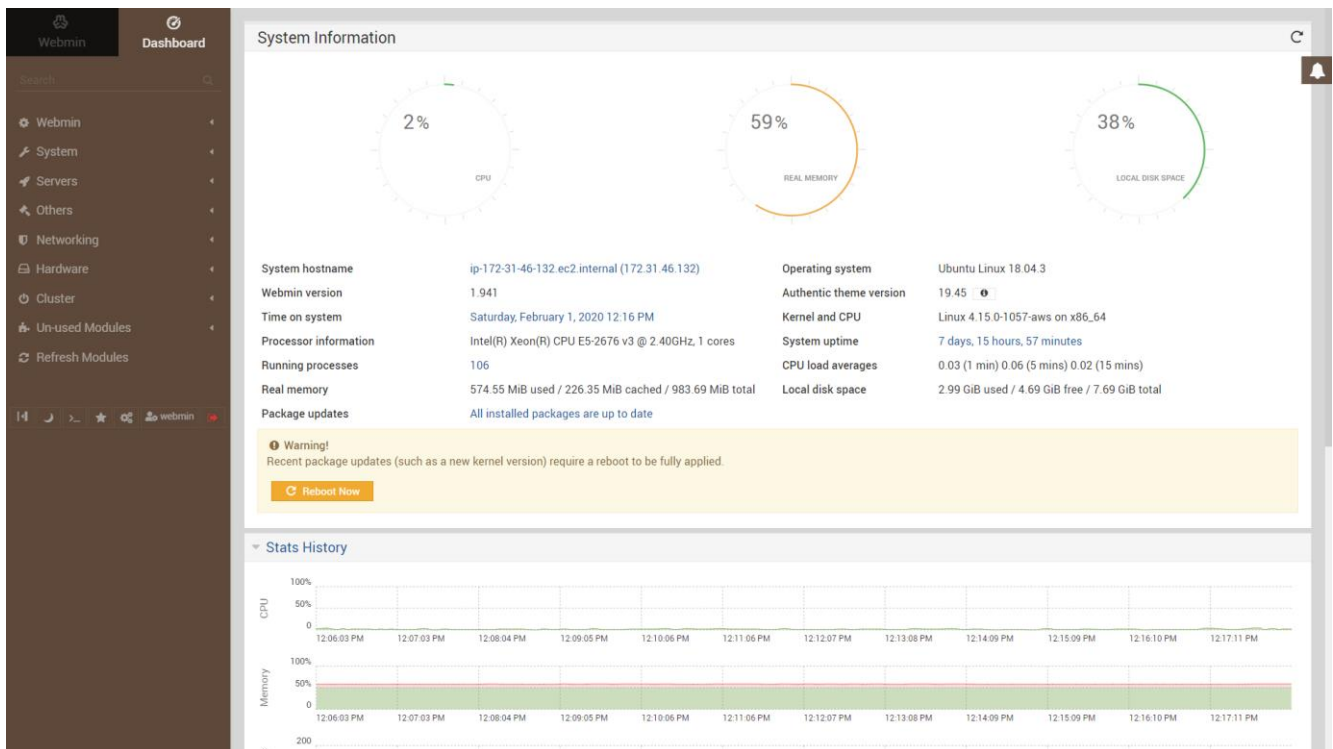 Webmin
Dashboard
Search
Webmin
System
Servers
Others
Networking
Hardware
Cluster
Un-used Modules
Refresh Modules
webmin
System Information
2%
CPU
59%
REAL MEMORY
38%
LOCAL DISK SPACE
System hostname ip-172-31-46-132.ec2.internal (172.31.46.132) Operating system Ubuntu Linux 18.04.3
Webmin version 1.941 Authentic theme version 19.45
Time on system Saturday, February 1, 2020 12:16 PM Kernel and CPU Linux 4.15.0-1057-aws on x86_64
Processor information Intel(R) Xeon(R) CPU E5-2676 v3 @ 2.40GHz, 1 cores System uptime 7 days, 15 hours, 57 minutes
Running processes 106 CPU load averages 0.03 (1 min) 0.06 (5 mins) 0.02 (15 mins)
Real memory 574.55 MiB used / 226.35 MiB cached / 983.69 MiB total Local disk space 2.99 GiB used / 4.69 GiB free / 7.69 GiB total
Package updates All installed packages are up to date
Warning!
Recent package updates (such as a new kernel version) require a reboot to be fully applied.
Reboot Now
Stats History
CPU
100%
50%
0
12:06:03 PM 12:07:03 PM 12:08:04 PM 12:09:05 PM 12:10:06 PM 12:11:06 PM 12:12:07 PM 12:13:08 PM 12:14:09 PM 12:15:09 PM 12:16:10 PM 12:17:11 PM
Memory
100%
50%
0
12:06:03 PM 12:07:03 PM 12:08:04 PM 12:09:05 PM 12:10:06 PM 12:11:06 PM 12:12:07 PM 12:13:08 PM 12:14:09 PM 12:15:09 PM 12:16:10 PM 12:17:11 PM
200